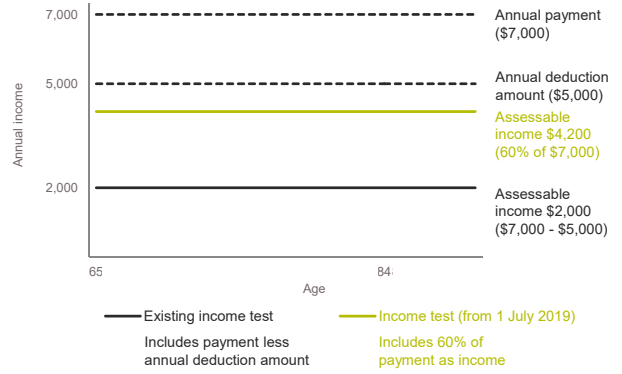 7,000
Annual payment
($7,000)
5,000
Annual deduction
amount ($5,000)
Assessable
income $4,200
(60% of $7,000)
Annual income
2,000
Assessable
income $2,000
($7,000 - $5,000)
65
84
Age
Existing income test
Income test (from 1 July 2019)
Includes payment less
annual deduction amount
Includes 60% of
payment as income